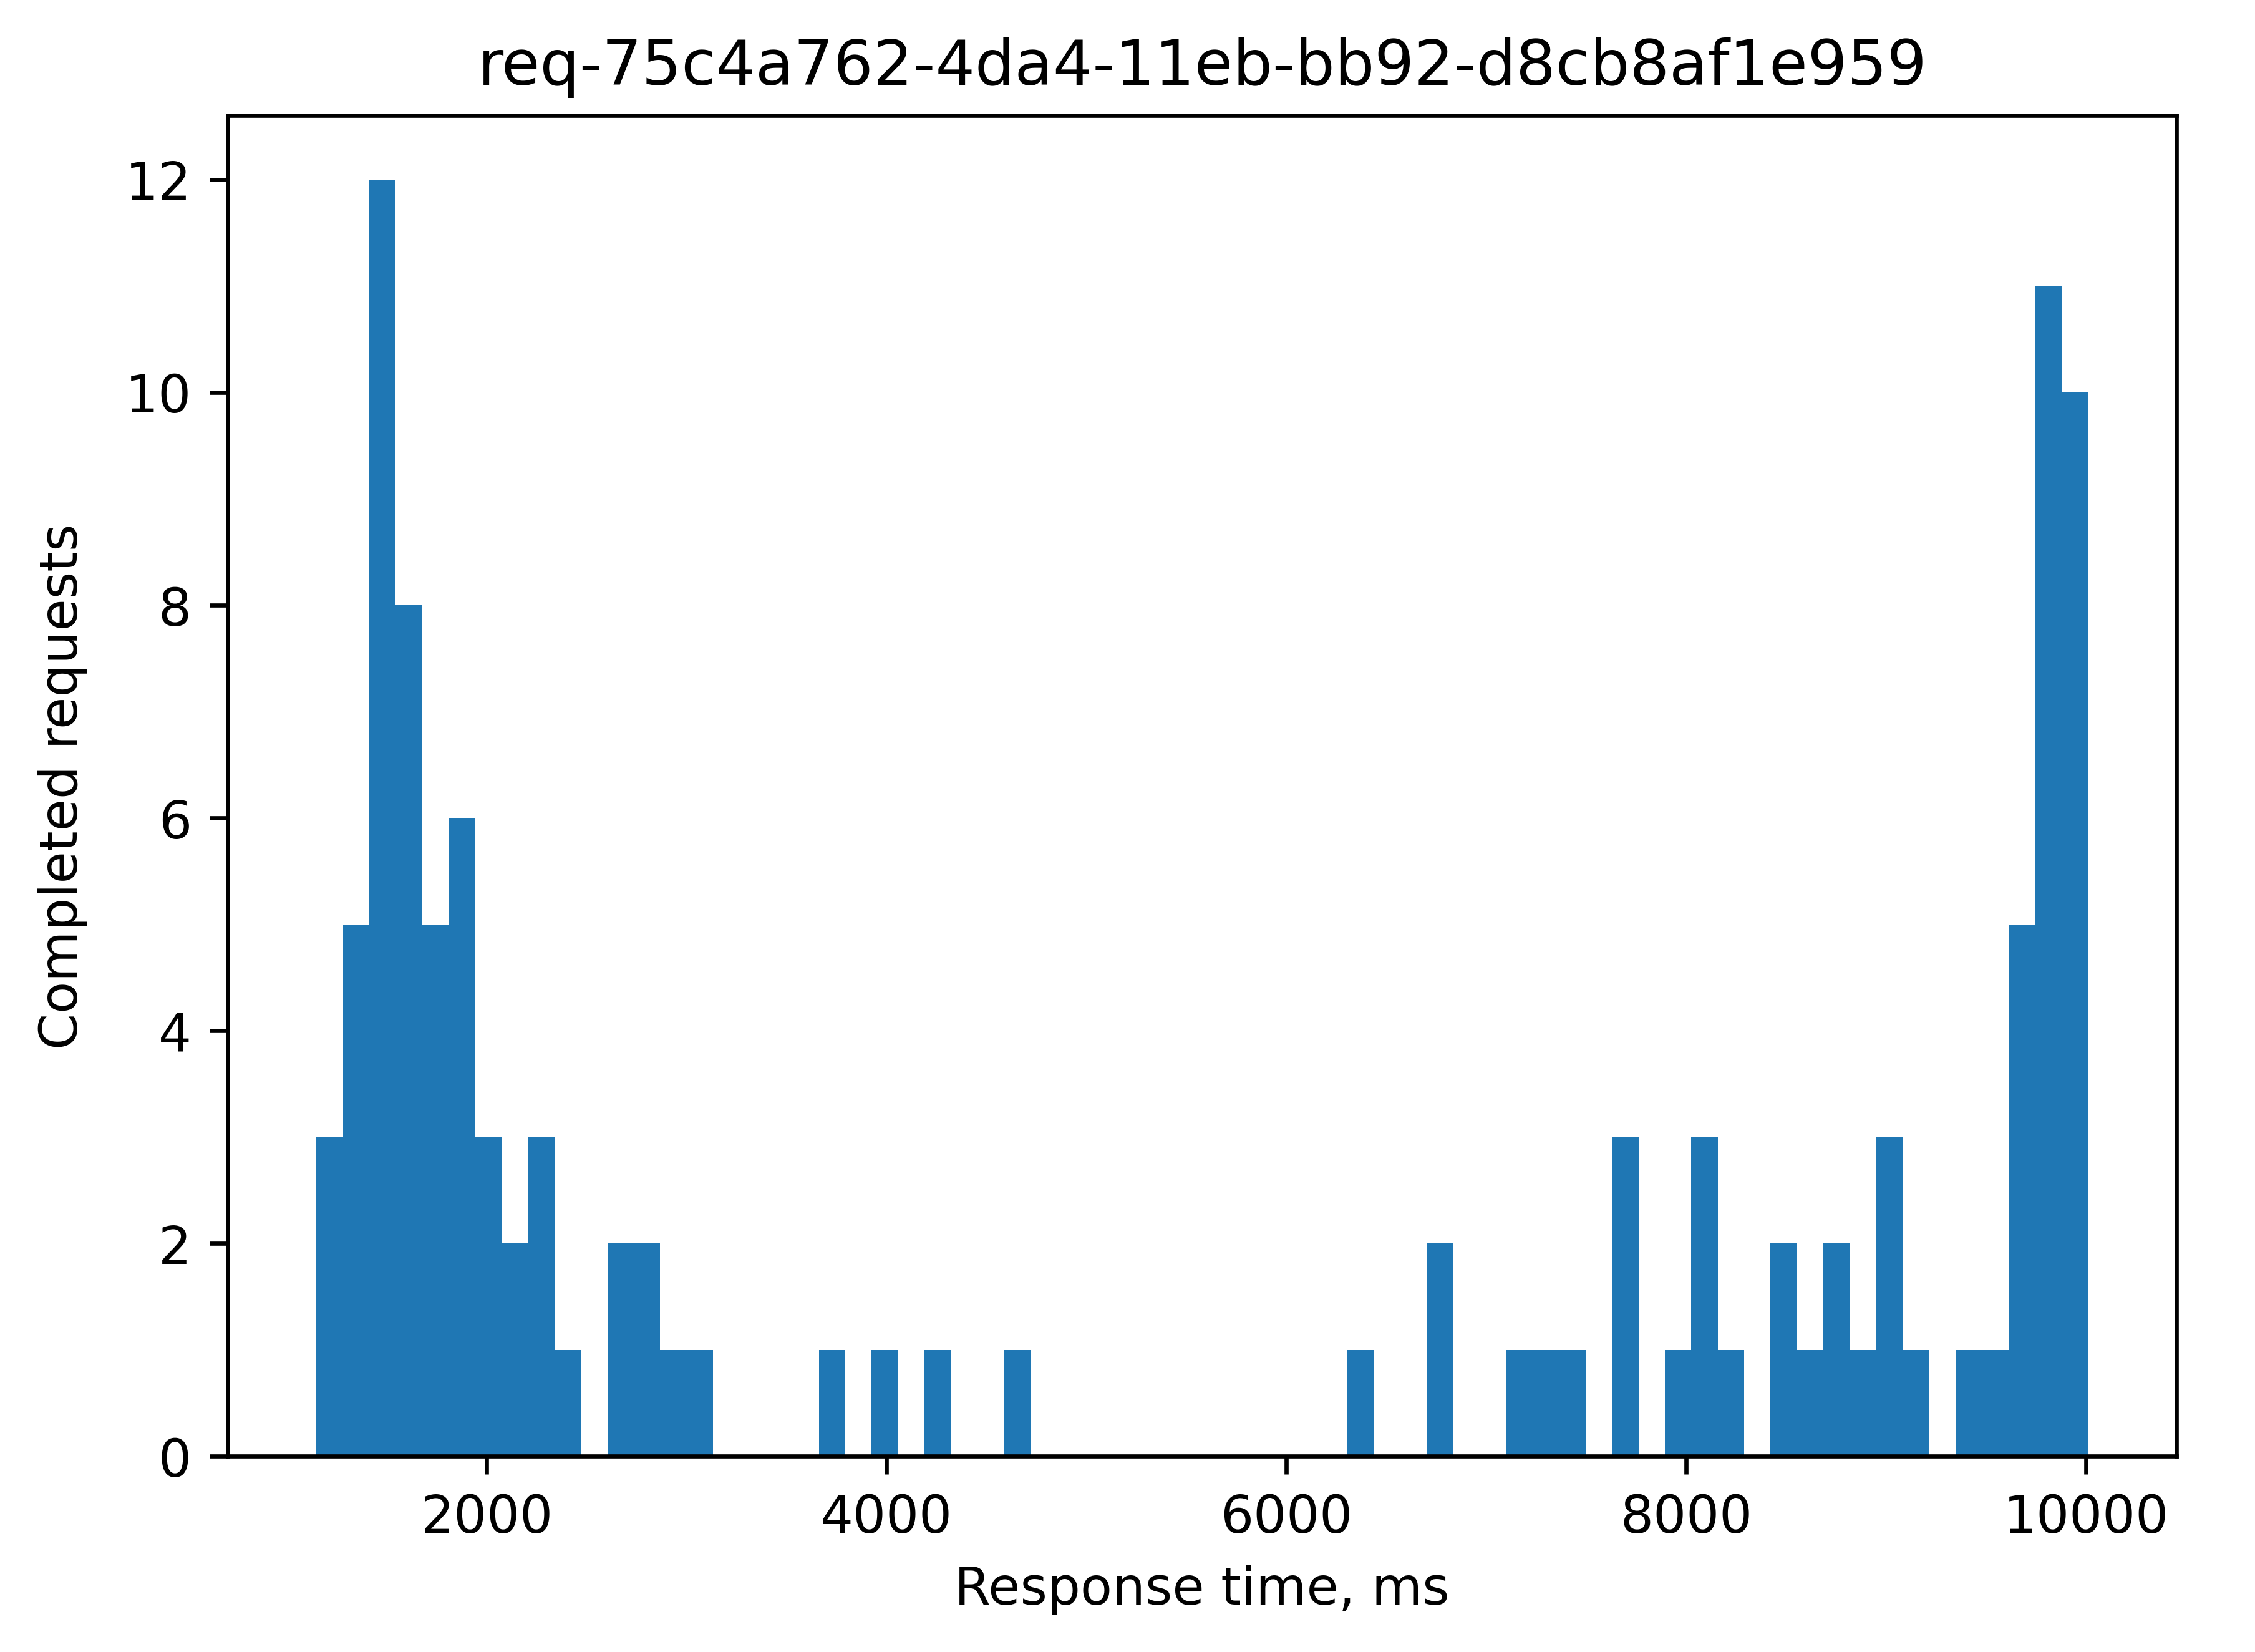 req-75c4a762-4da4-11eb-bb92-d8cb8af1e959
12
10
8
6
4
2
0
Completed requests
2000 4000 6000 8000 10000
Response time, ms